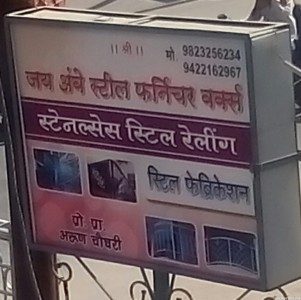 || श्री ||
मो. 9823256234
9422162967
जय अंबे स्टील फर्निचर वर्क्स
स्टेनलेसेस स्टिल रेलींग
स्टिल फेब्रिकेशन
प्रो प्रा.
अरूण चौधरी